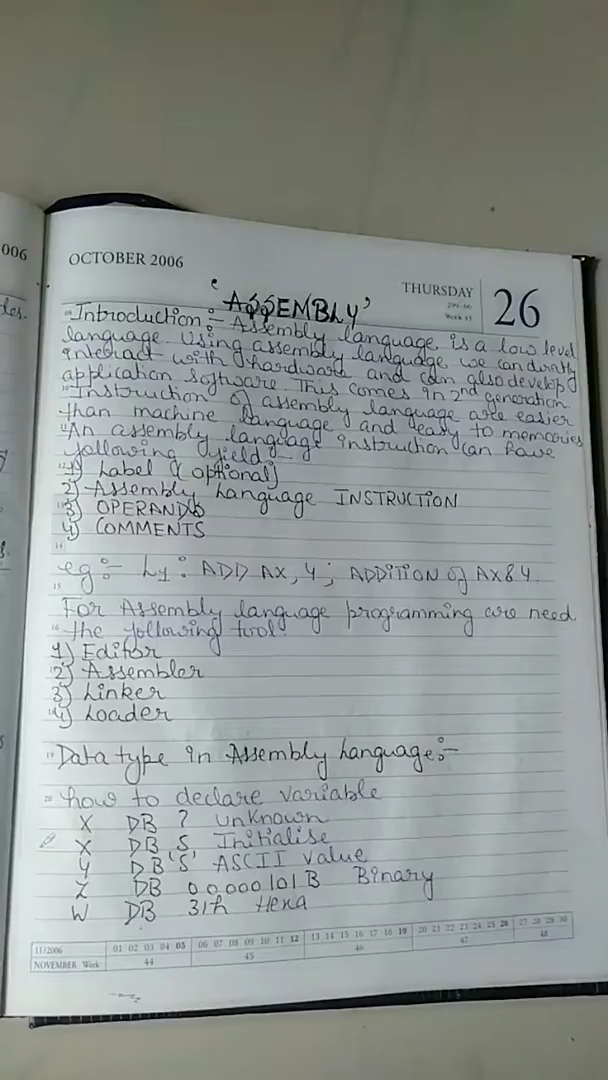 006
OCTOBER 2006
THURSDAY
Week 43
26
'ASSEMBLY'
Introduction :- Assembly language is a low level
language. Using assembly language, we can directly
interact with hardware and can also develop
application software. This comes in 2nd generation.
Instruction of assembly language are easier
than machine language and easy to memories
An assembly language instruction can have
following field -
1) Label (optional)
2) Assembly Language INSTRUCTION
3) OPERANDS
4) COMMENTS
eg:- L1 : ADD AX, 4 ; ADDITION of AX & 4
For Assembly language programming are need
the following tool:
1) Editor
2) Assembler
3) Linker
4) Loader
Data type in Assembly Language:-
how to declare variable
X DB ? unknown
X DB 5 Initialise
Y DB '5' ASCII value
Z DB 00000101B Binary
W DB 31h Hexa
11/2006 01 02 03 04 05 06 07 08 09 10 11 12 13 14 15 16 17 18 19 20 21 22 23 24 25 26 27 28 29 30
NOVEMBER Week 44 45 46 47 48